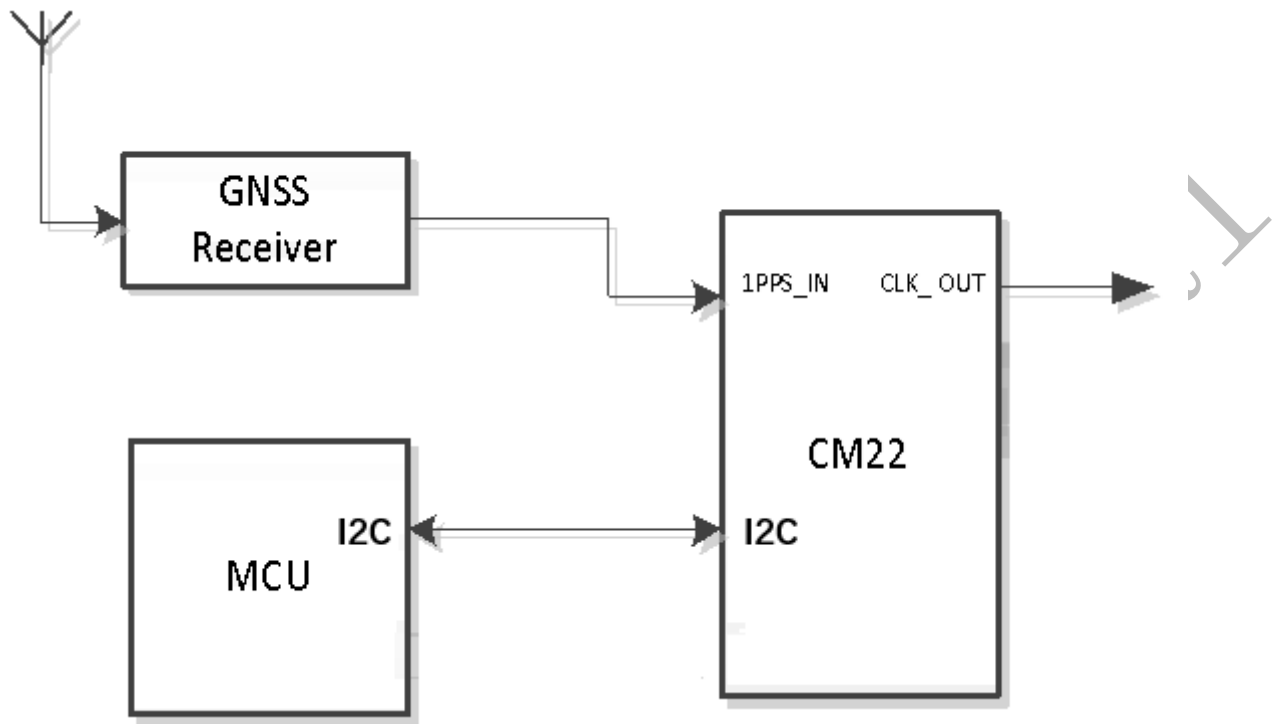 GNSS
Receiver
1PPS_IN
CLK_ OUT
CM22
I2C
I2C
MCU